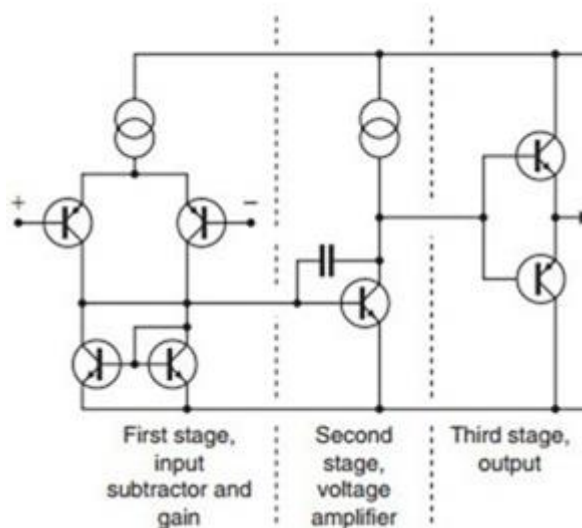 +
−
First stage,
input
subtractor and
gain
Second
stage,
voltage
amplifier
Third stage,
output